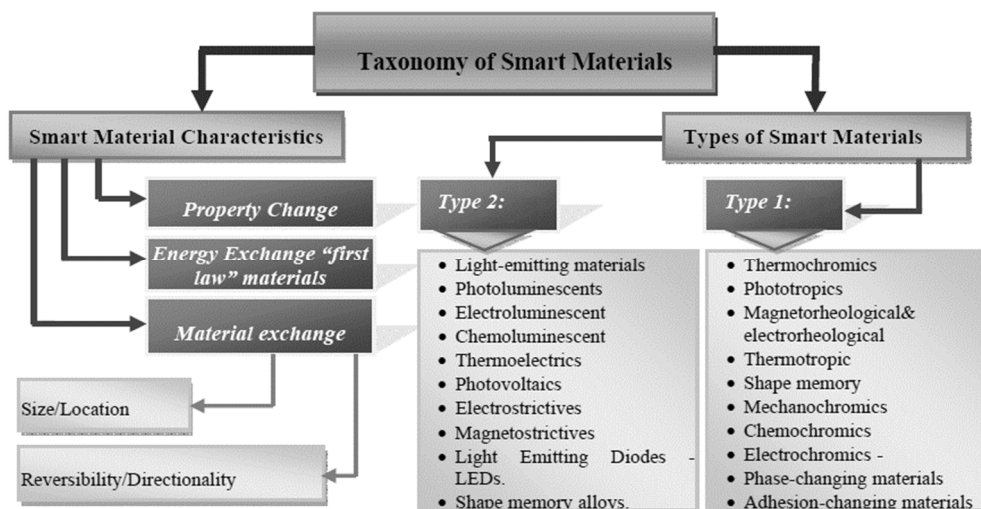 Taxonomy of Smart Materials
Smart Material Characteristics
Types of Smart Materials
Property Change
Energy Exchange “first
law” materials
Material exchange
Size/Location
Reversibility/Directionality
Type 2:
• Light-emitting materials
• Photoluminescents
• Electroluminescent
• Chemoluminescent
• Thermoelectrics
• Photovoltaics
• Electrostrictives
• Magnetostrictives
• Light Emitting Diodes -
LEDs.
• Shape memory alloys.
Type 1:
• Thermochromics
• Phototropics
• Magnetorheological&
electrorheological
• Thermotropic
• Shape memory
• Mechanochromics
• Chemochromics
• Electrochromics -
• Phase-changing materials
• Adhesion-changing materials